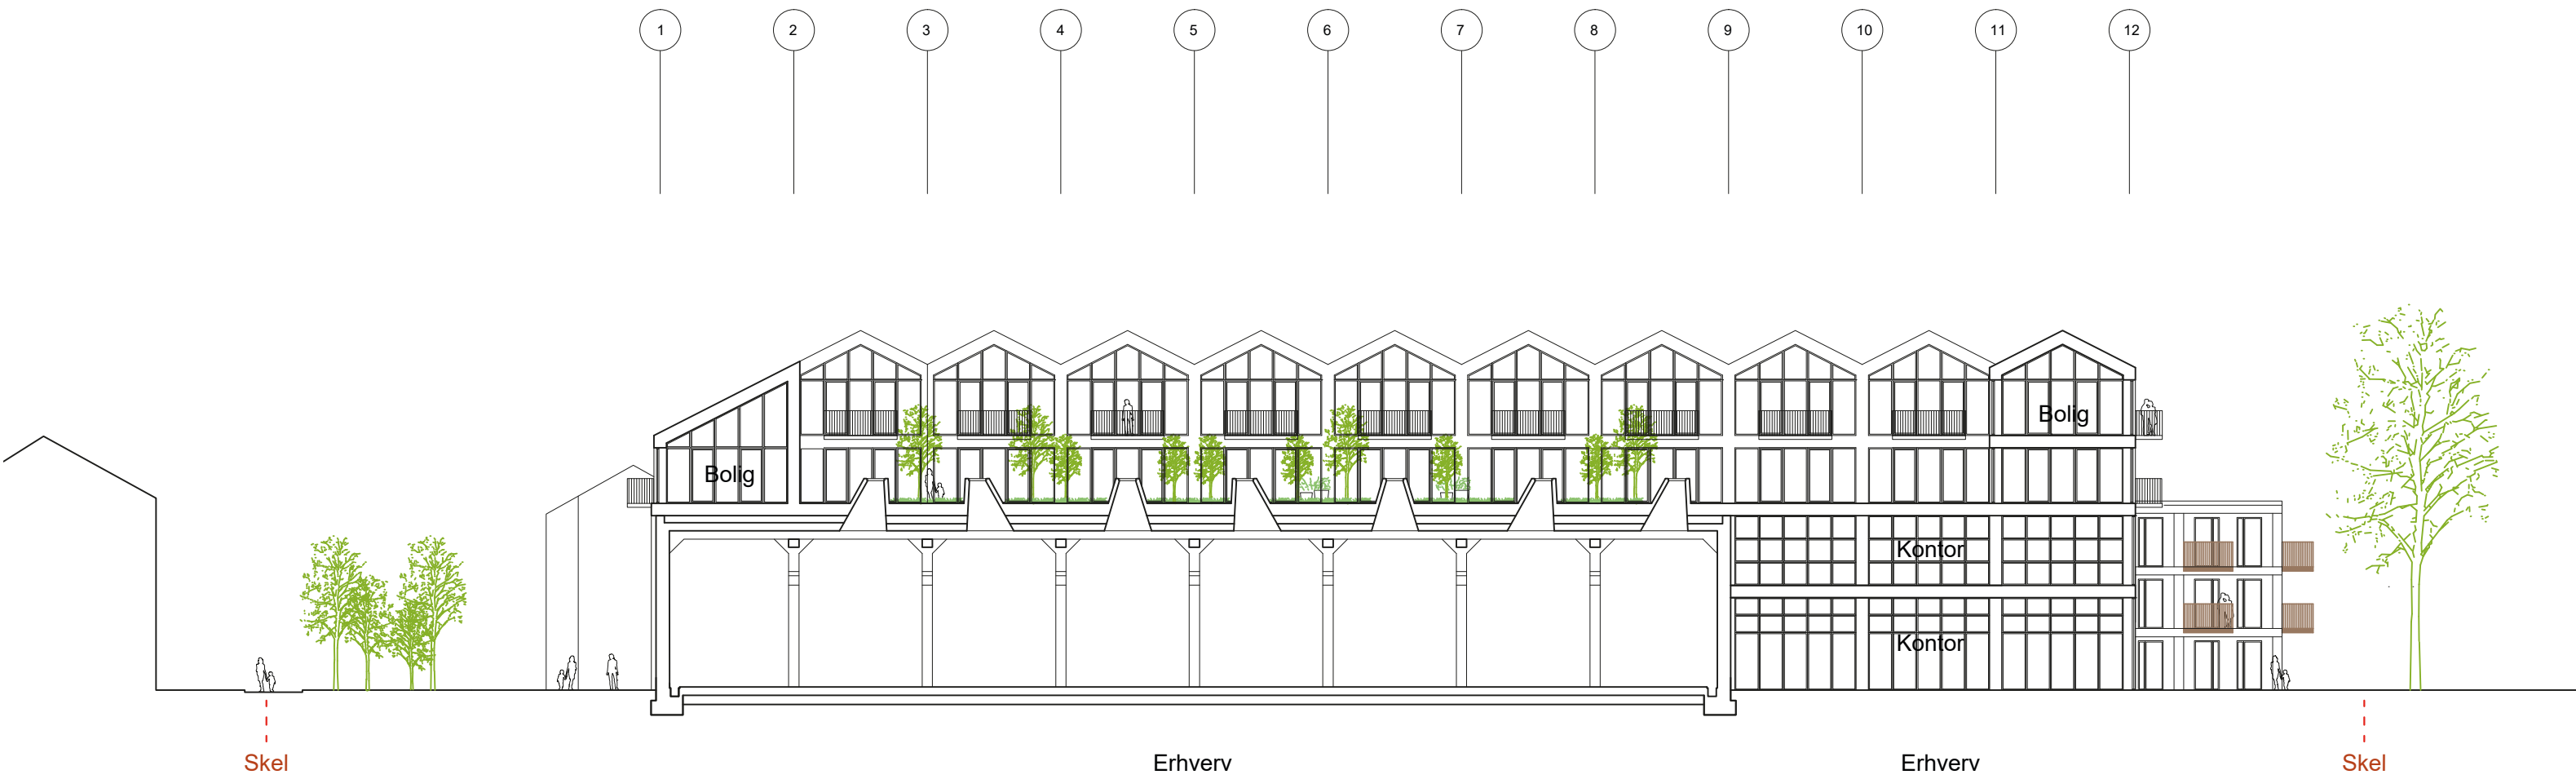 1 2 3 4 5 6 7 8 9 10 11 12
Bolig
Bolig
Kontor
Kontor
Skel Erhverv Erhverv Skel